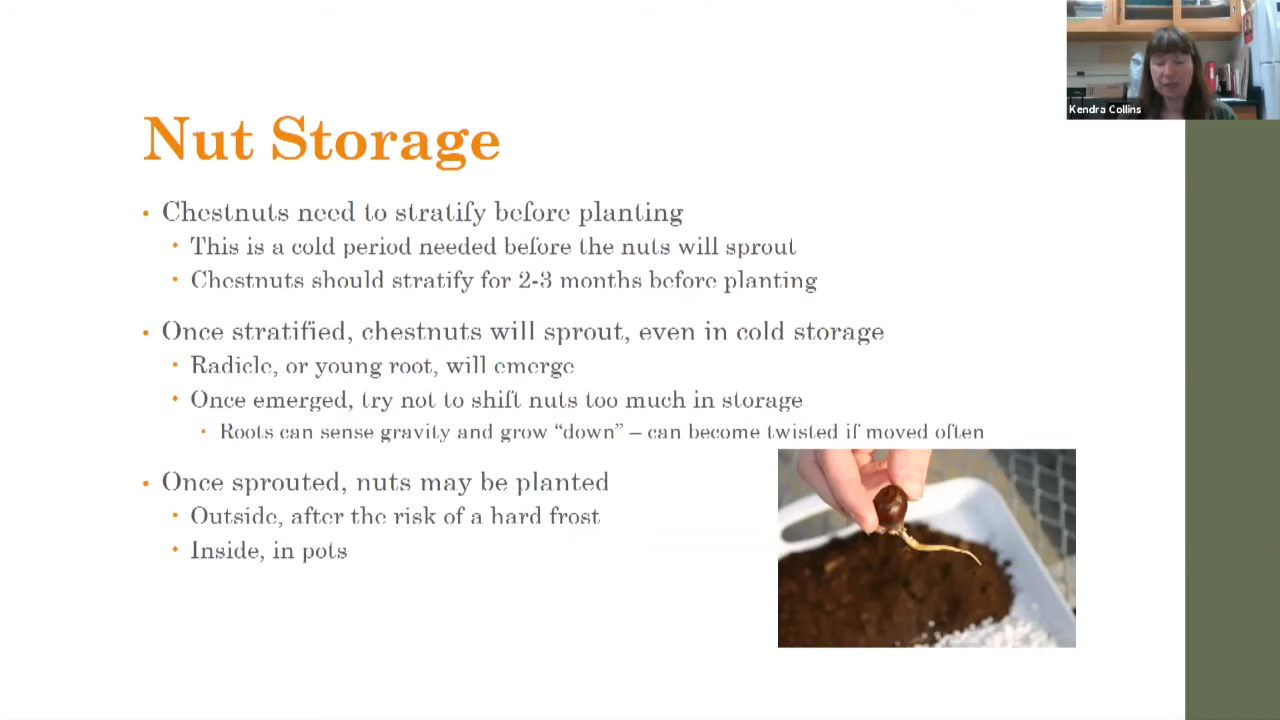 Kendra Collins
Nut Storage
• Chestnuts need to stratify before planting
• This is a cold period needed before the nuts will sprout
• Chestnuts should stratify for 2-3 months before planting
• Once stratified, chestnuts will sprout, even in cold storage
• Radicle, or young root, will emerge
• Once emerged, try not to shift nuts too much in storage
• Roots can sense gravity and grow “down” – can become twisted if moved often
• Once sprouted, nuts may be planted
• Outside, after the risk of a hard frost
• Inside, in pots